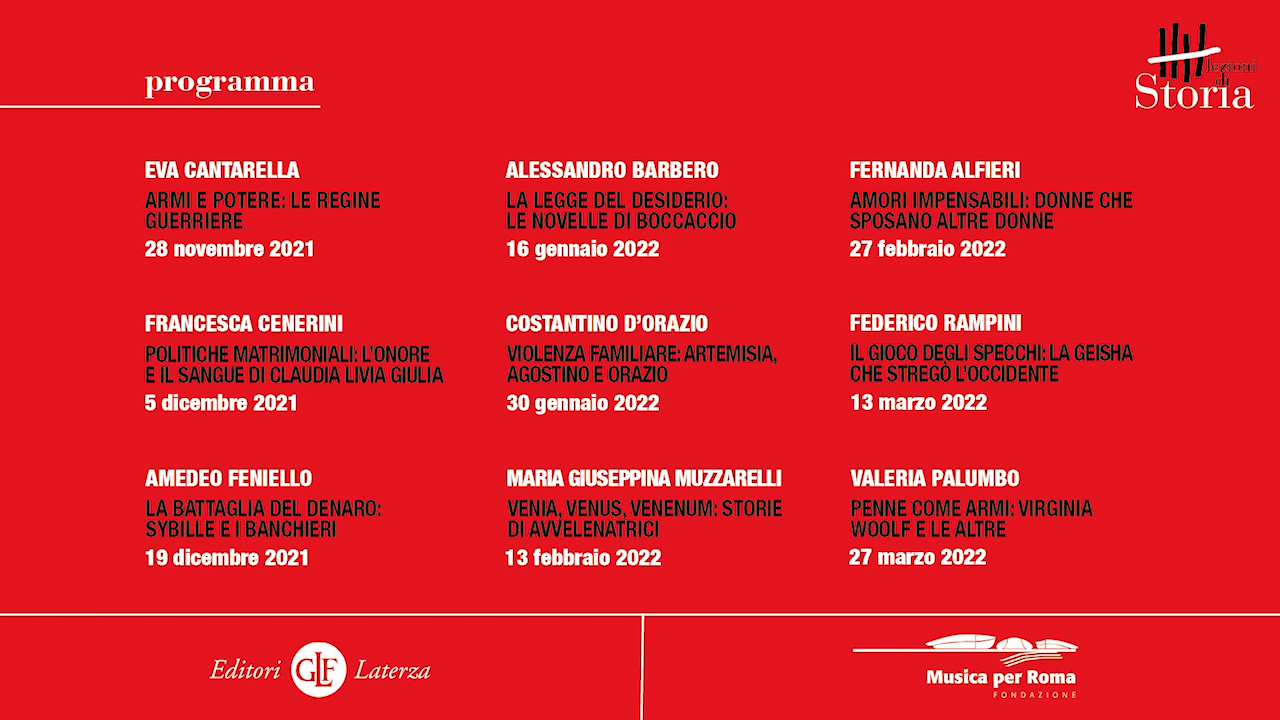 programma
lezioni
di
Storia
EVA CANTARELLA
ARMI E POTERE: LE REGINE
GUERRIERE
28 novembre 2021
FRANCESCA CENERINI
POLITICHE MATRIMONIALI: L’ONORE
E IL SANGUE DI CLAUDIA LIVIA GIULIA
5 dicembre 2021
AMEDEO FENIELLO
LA BATTAGLIA DEL DENARO:
SYBILLE E I BANCHIERI
19 dicembre 2021
ALESSANDRO BARBERO
LA LEGGE DEL DESIDERIO:
LE NOVELLE DI BOCCACCIO
16 gennaio 2022
COSTANTINO D’ORAZIO
VIOLENZA FAMILIARE: ARTEMISIA,
AGOSTINO E ORAZIO
30 gennaio 2022
MARIA GIUSEPPINA MUZZARELLI
VENIA, VENUS, VENENUM: STORIE
DI AVVELENATRICI
13 febbraio 2022
FERNANDA ALFIERI
AMORI IMPENSABILI: DONNE CHE
SPOSANO ALTRE DONNE
27 febbraio 2022
FEDERICO RAMPINI
IL GIOCO DEGLI SPECCHI: LA GEISHA
CHE STREGÒ L’OCCIDENTE
13 marzo 2022
VALERIA PALUMBO
PENNE COME ARMI: VIRGINIA
WOOLF E LE ALTRE
27 marzo 2022
Editori GLF Laterza
Musica per Roma
FONDAZIONE